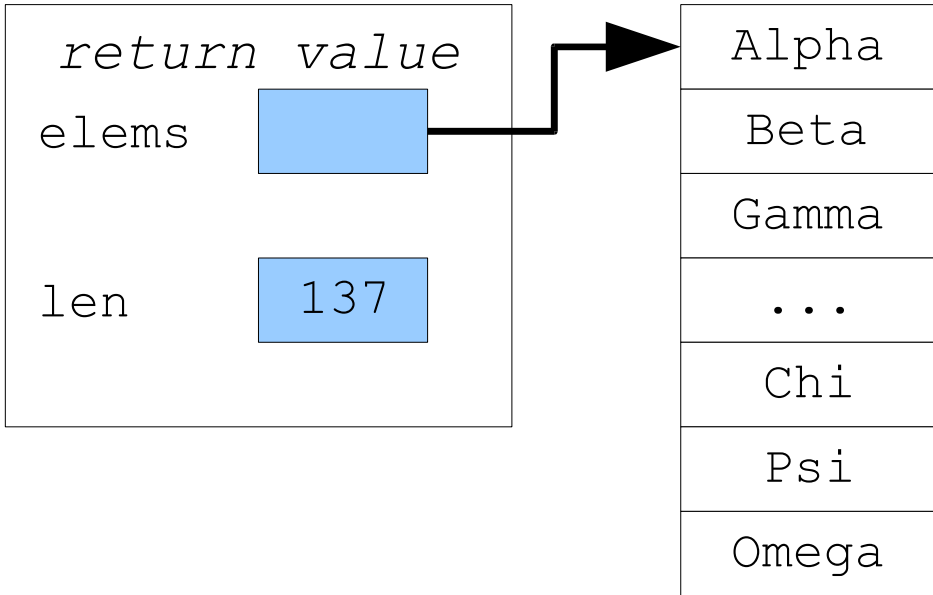 return value
elems
len
137
Alpha
Beta
Gamma
...
Chi
Psi
Omega